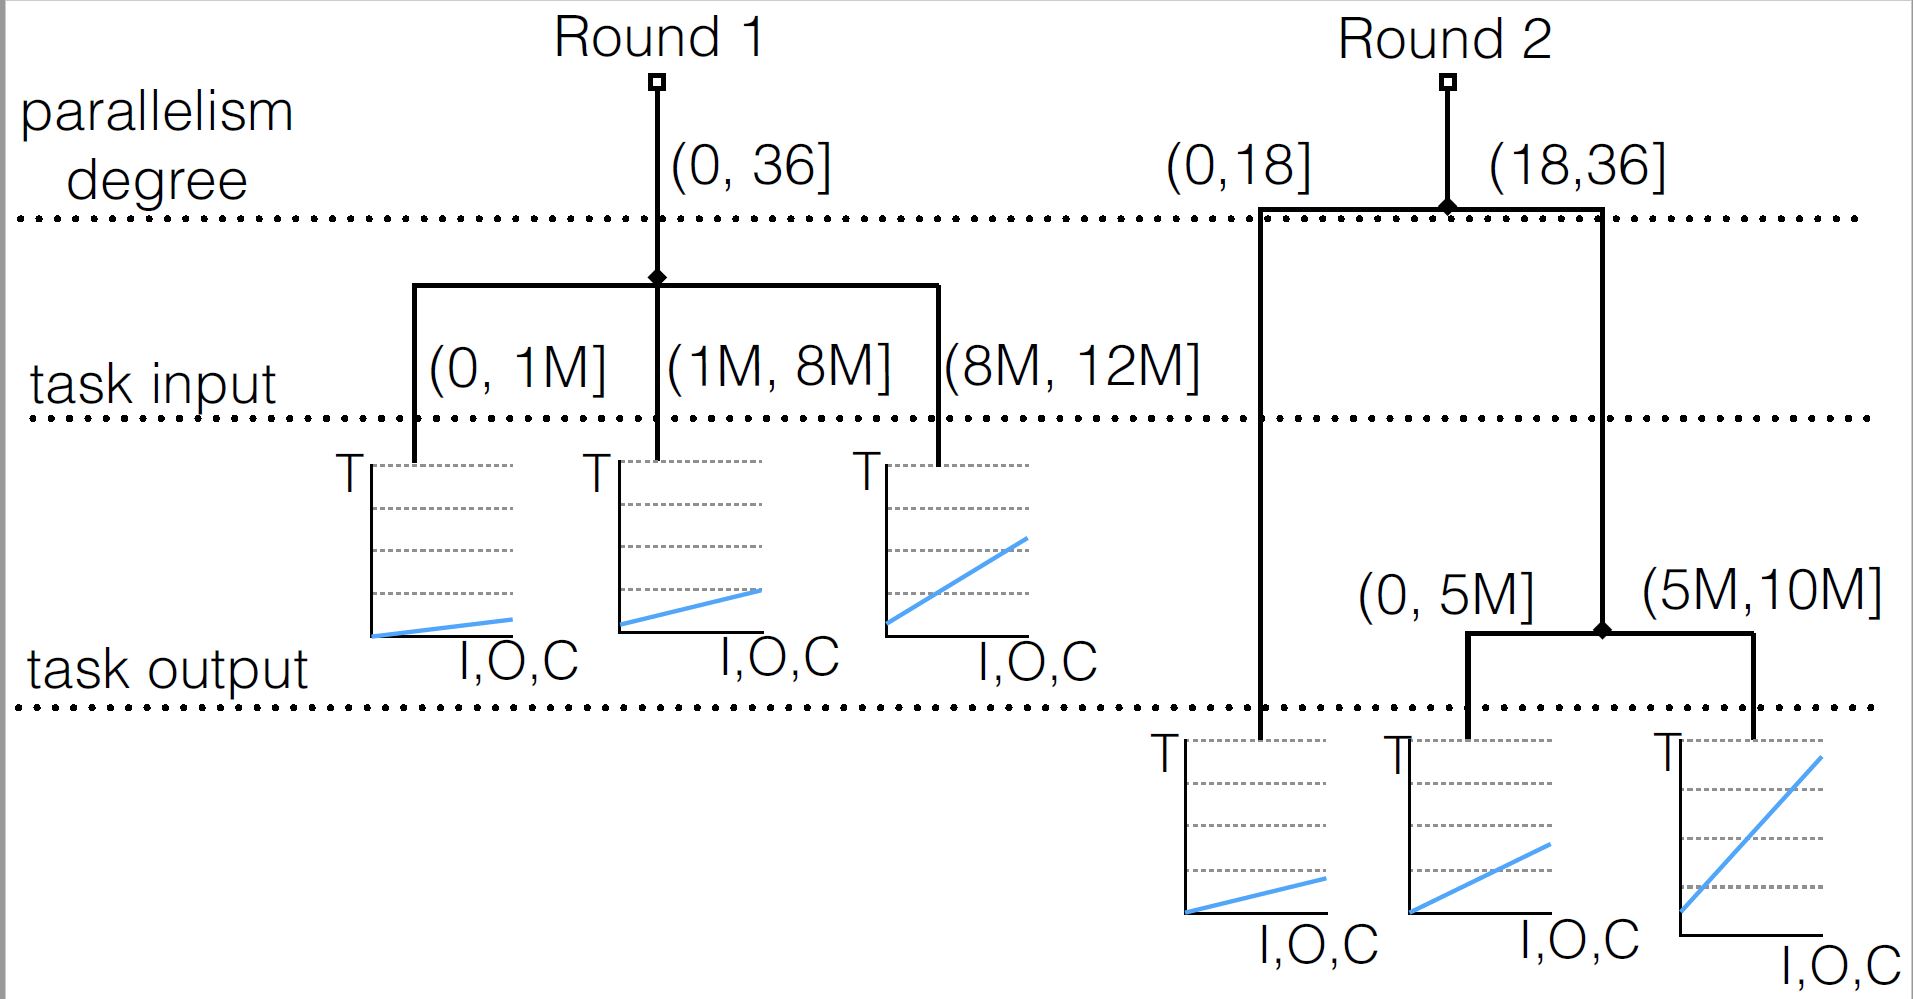 Round 1
Round 2
parallelism
degree
(0, 36]
(0,18]
(18,36]
task input
(0, 1M]
(1M, 8M]
(8M, 12M]
T
T
T
I,O,C
I,O,C
I,O,C
(0, 5M]
(5M,10M]
task output
T
T
T
I,O,C
I,O,C
I,O,C